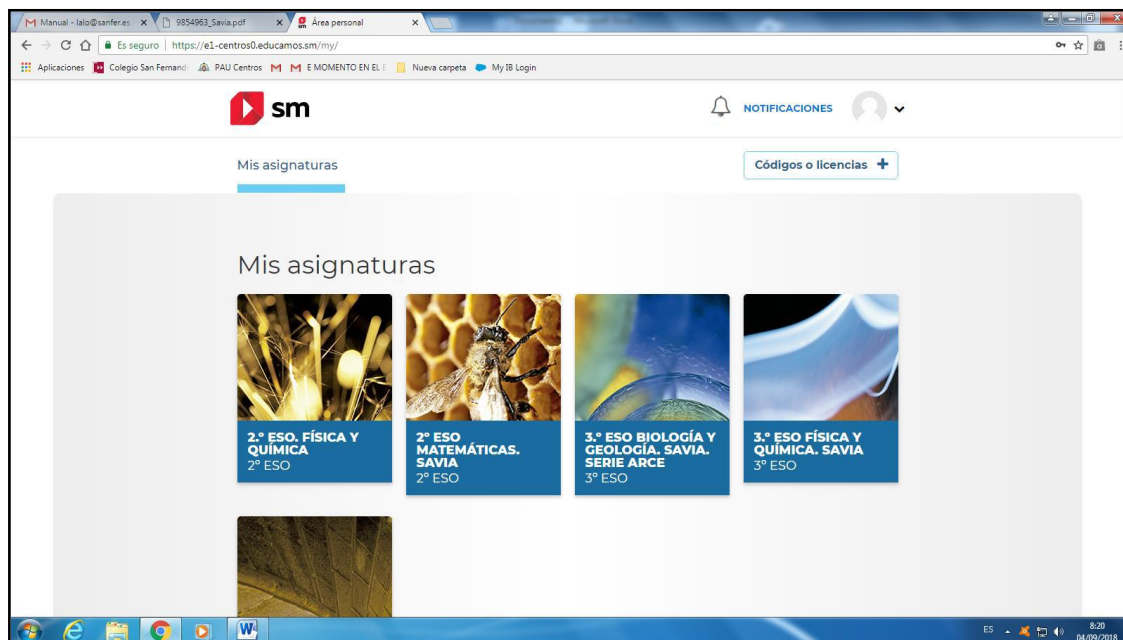 Manual - lalo@sanfer.es
9854963_Savia.pdf
Área personal
Es seguro | https://e1-centros0.educamos.sm/my/
Aplicaciones
Colegio San Fernand
PAU Centros
E MOMENTO EN EL E
Nueva carpeta
My IB Login
sm
NOTIFICACIONES
Mis asignaturas
Códigos o licencias +
Mis asignaturas
2.º ESO. FÍSICA Y
QUÍMICA
2º ESO
2º ESO
MATEMÁTICAS.
SAVIA
2º ESO
3.º ESO BIOLOGÍA Y
GEOLOGÍA. SAVIA.
SERIE ARCE
3º ESO
3.º ESO FÍSICA Y
QUÍMICA. SAVIA
3º ESO
ES
8:20
04/09/2018